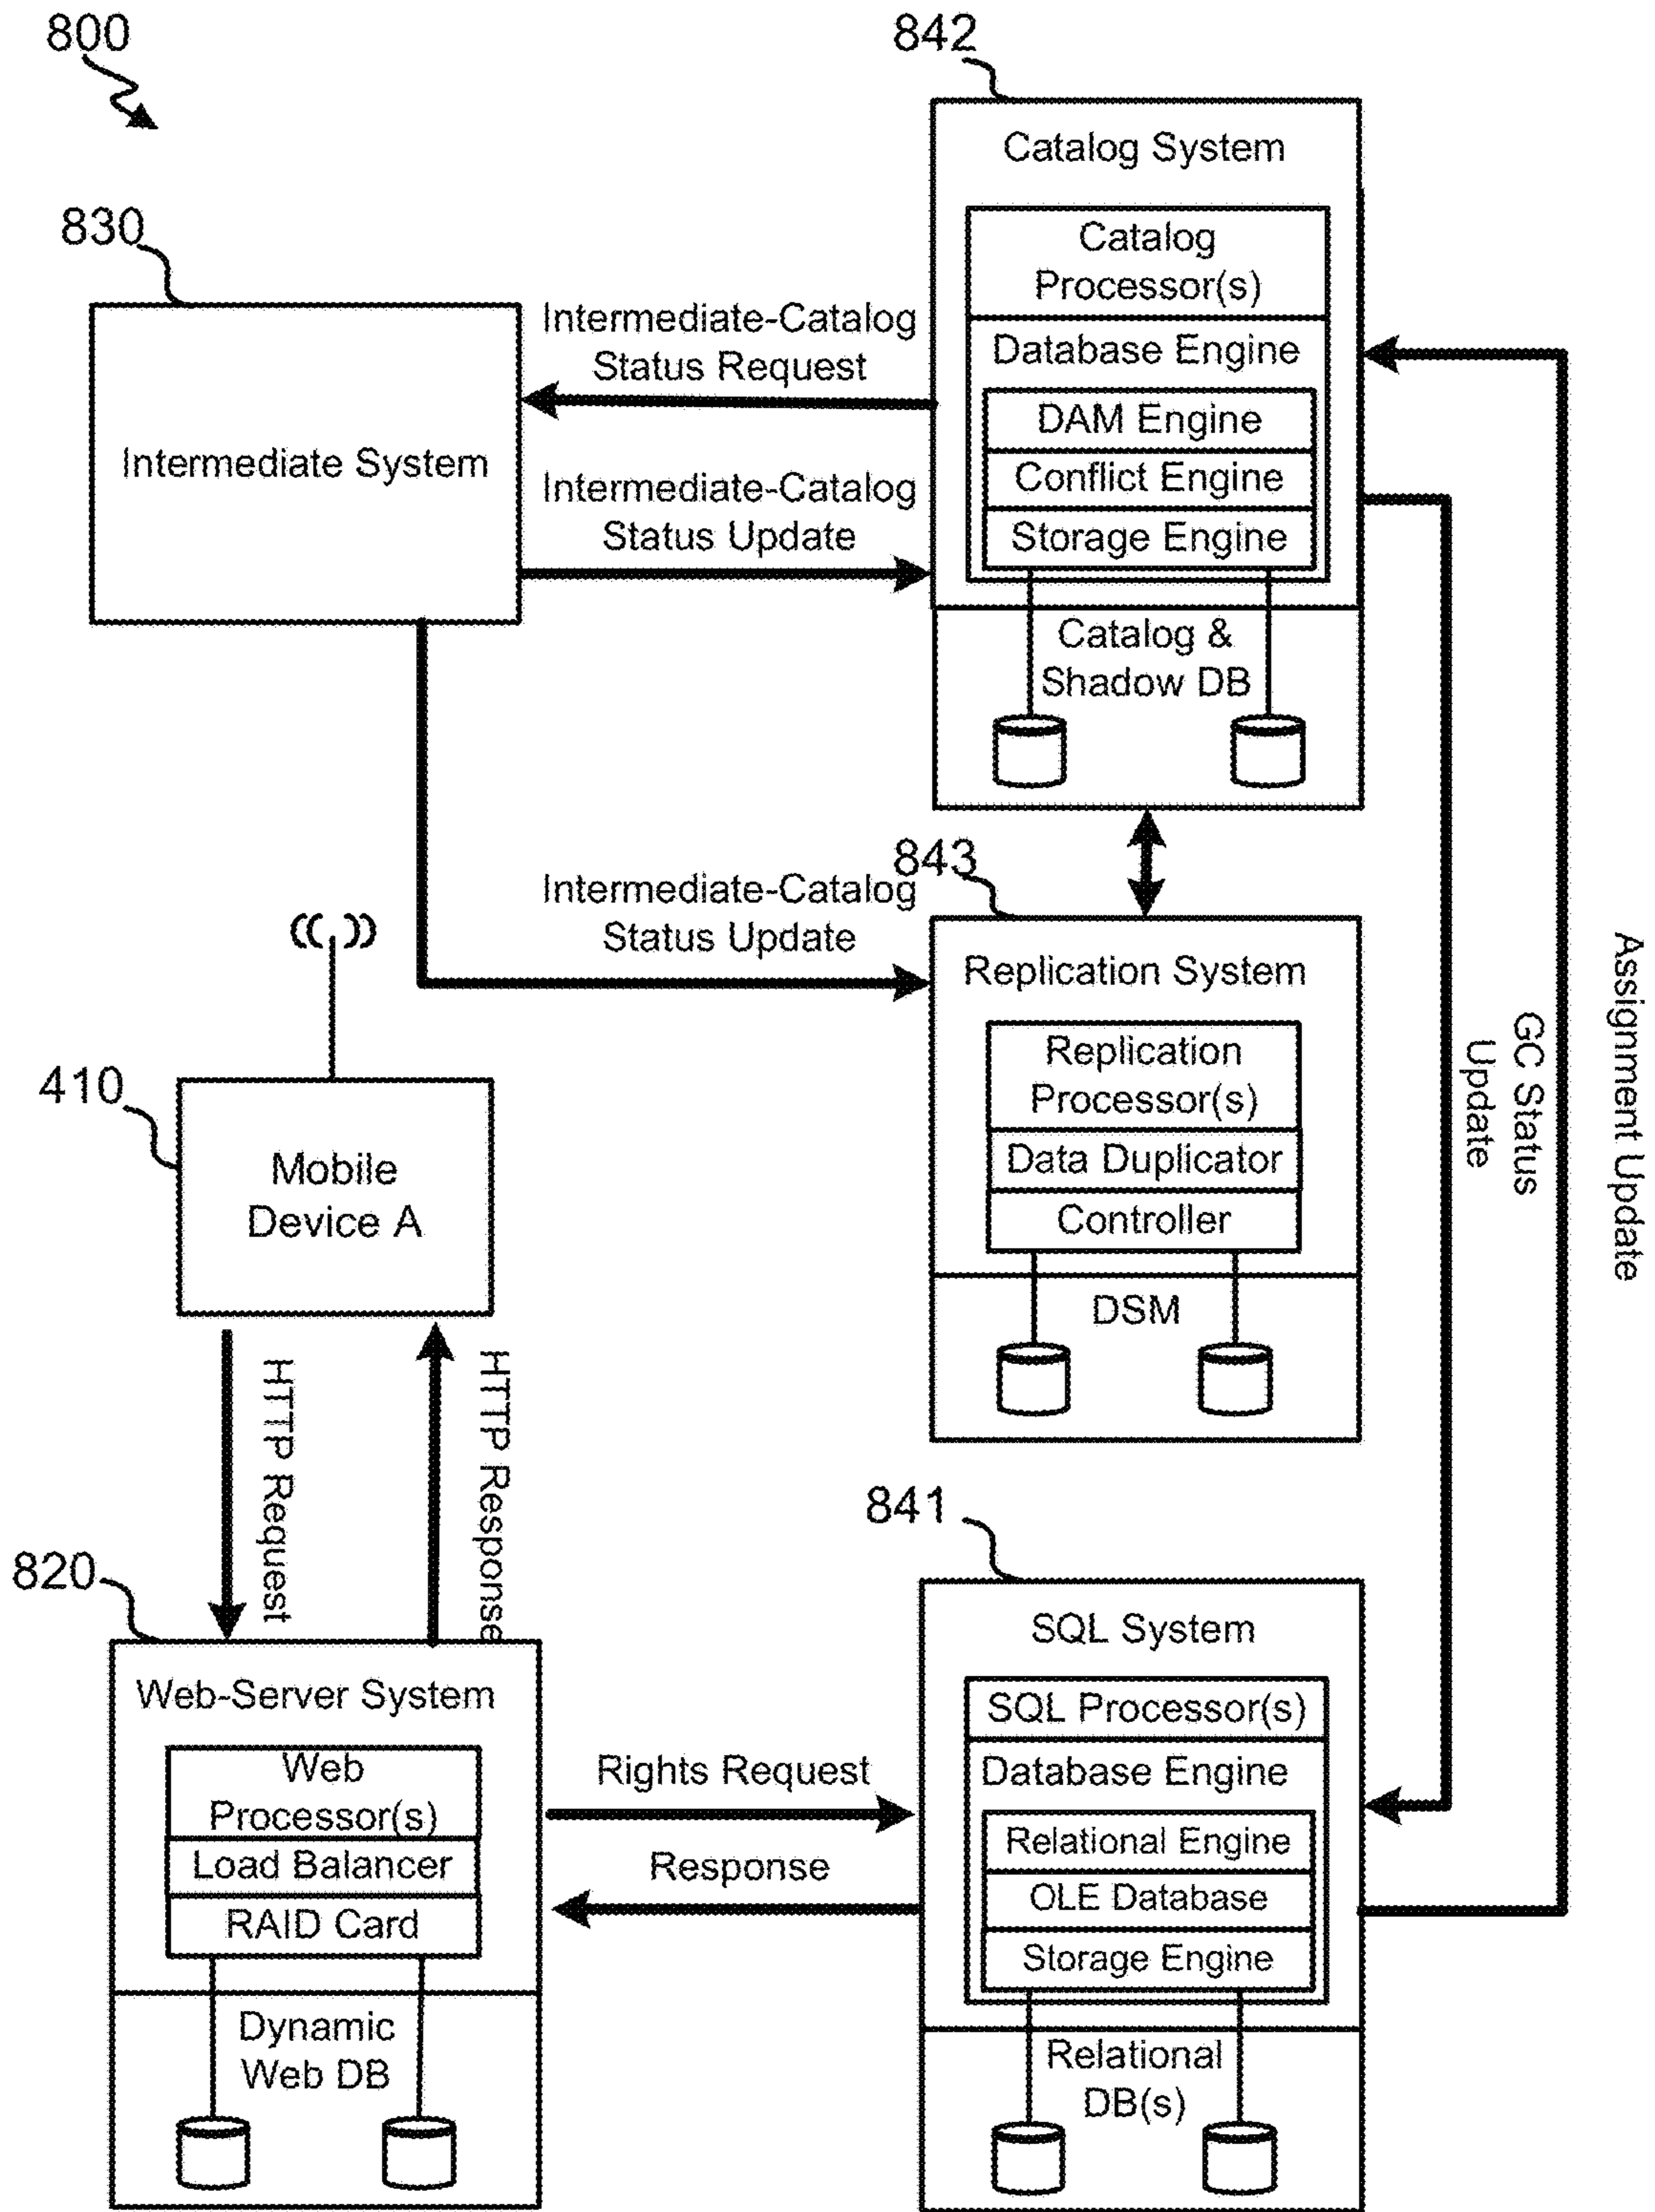 800
842
Catalog System
Catalog
Processor(s)
Database Engine
DAM Engine
Conflict Engine
Storage Engine
Catalog &
Shadow DB
830
Intermediate System
Intermediate-Catalog
Status Request
Intermediate-Catalog
Status Update
Intermediate-Catalog
Status Update
843
Replication System
Replication
Processor(s)
Data Duplicator
Controller
DSM
GC Status
Update
Assignment Update
410
Mobile
Device A
HTTP Request
HTTP Response
820
Web-Server System
Web
Processor(s)
Load Balancer
RAID Card
Dynamic
Web DB
Rights Request
Response
841
SQL System
SQL Processor(s)
Database Engine
Relational Engine
OLE Database
Storage Engine
Relational
DB(s)